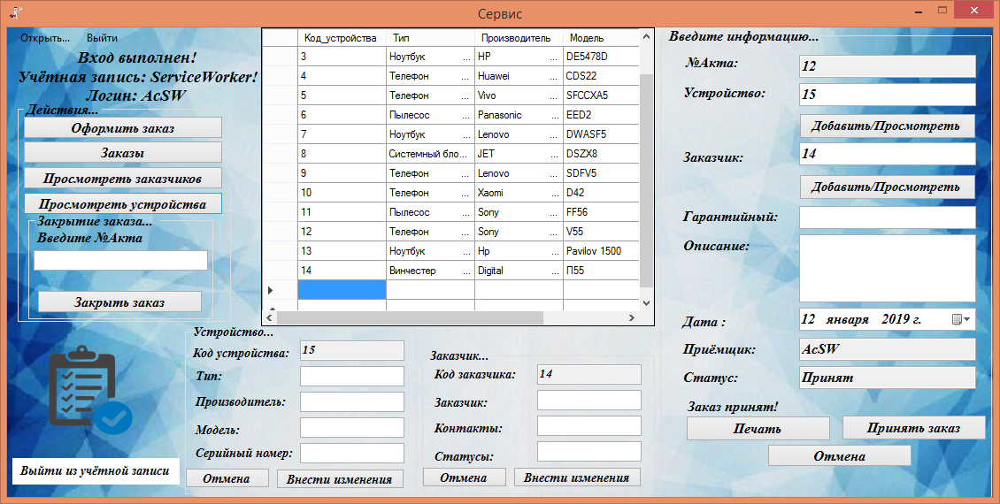 Сервис
Открыть... Выйти
Вход выполнен!
Учётная запись: ServiceWorker!
Логин: AcSW
Действия...
Оформить заказ
Заказы
Просмотреть заказчиков
Просмотреть устройства
Закрытие заказа...
Введите №Акта
Закрыть заказ
Выйти из учётной записи
Код_устройства Тип Производитель Модель
3 Ноутбук ... HP ... DE5478D
4 Телефон ... Huawei ... CDS22
5 Телефон ... Vivo ... SFCCXA5
6 Пылесос ... Panasonic ... EED2
7 Ноутбук ... Lenovo ... DWASF5
8 Системный бло... JET ... DSZX8
9 Телефон ... Lenovo ... SDFV5
10 Телефон ... Xaomi ... D42
11 Пылесос ... Sony ... FF56
12 Телефон ... Sony ... V55
13 Ноутбук ... Hp ... Pavilov 1500
14 Винчестер ... Digital ... П55
Устройство...
Код устройства: 15
Тип:
Производитель:
Модель:
Серийный номер:
Отмена Внести изменения
Заказчик...
Код заказчика: 14
Заказчик:
Контакты:
Статусы:
Отмена Внести изменения
Введите информацию...
№Акта: 12
Устройство: 15
Добавить/Просмотреть
Заказчик: 14
Добавить/Просмотреть
Гарантийный:
Описание:
Дата : 12 января 2019 г.
Приёмщик: AcSW
Статус: Принят
Заказ принят!
Печать Принять заказ
Отмена